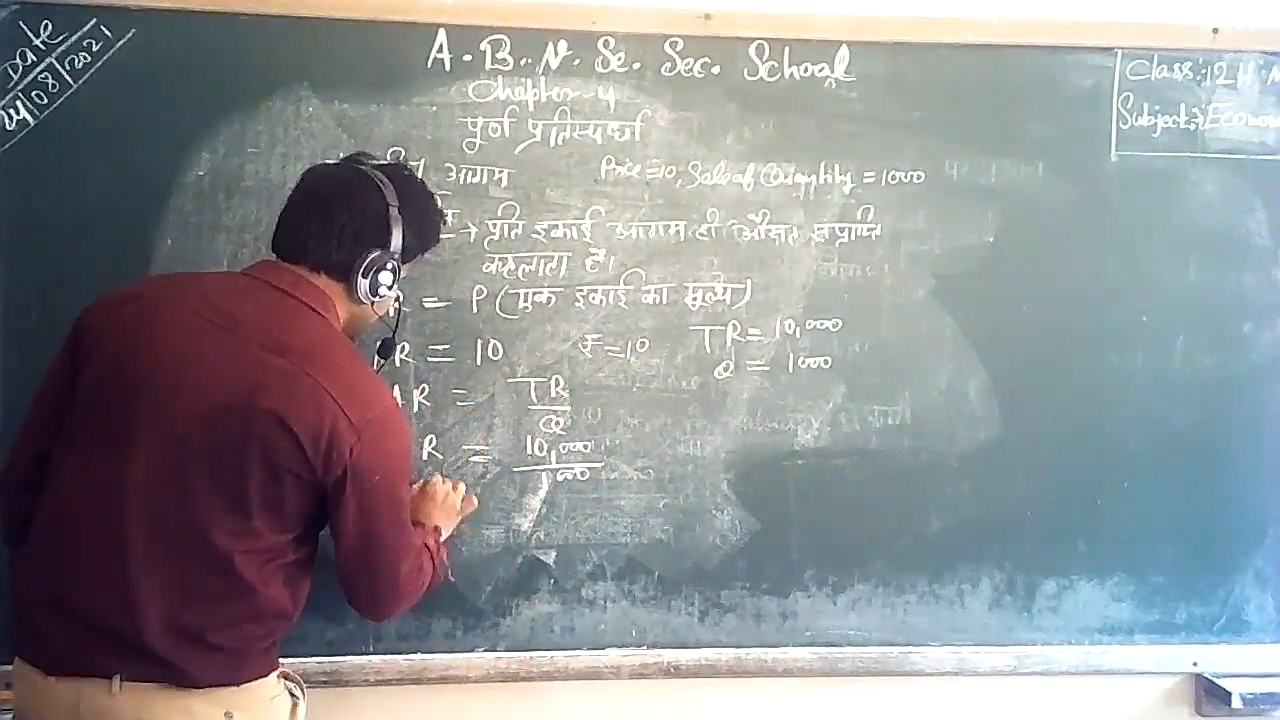 Date
24/08/2021
A. B. N. Se. Sec. School
Class:- 12th A
Subject:- Econom
Chapter-4
पूर्ण प्रतिस्पर्धा
आगम Price = 10, Sale of Quantity = 1000
→ प्रति इकाई आगम ही औसत संप्राप्ति
कहलाता है।
= P (एक इकाई का मूल्य)
R = 10 ₹=10 TR = 10,000
Q = 1000
AR = TR
Q
R = 10,000
1000